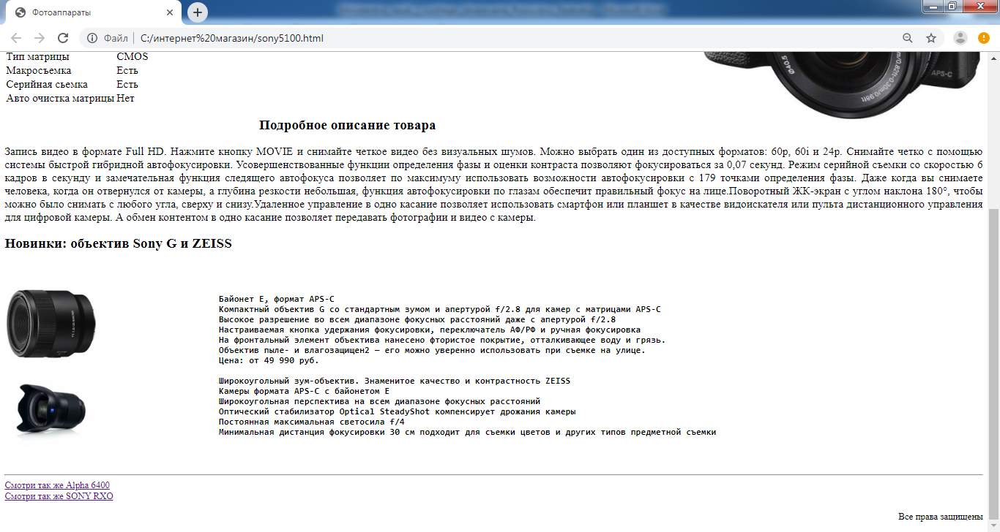 Фотоаппараты
Файл
C:/интернет%20магазин/sony5100.html
Тип матрицы CMOS
Макросъемка Есть
Серийная сьемка Есть
Авто очистка матрицы Нет
Ø40,5
APS-C
m/0.82ft-0.30m/0.98ft
Подробное описание товара
Запись видео в формате Full HD. Нажмите кнопку MOVIE и снимайте четкое видео без визуальных шумов. Можно выбрать один из доступных форматов: 60p, 60i и 24p. Снимайте четко с помощью
системы быстрой гибридной автофокусировки. Усовершенствованные функции определения фазы и оценки контраста позволяют фокусироваться за 0,07 секунд. Режим серийной съемки со скоростью 6
кадров в секунду и замечательная функция следящего автофокуса позволяет по максимуму использовать возможности автофокусировки с 179 точками определения фазы. Даже когда вы снимаете
человека, когда он отвернулся от камеры, а глубина резкости небольшая, функция автофокусировки по глазам обеспечит правильный фокус на лице.Поворотный ЖК-экран с углом наклона 180°, чтобы
можно было снимать с любого угла, сверху и снизу.Удаленное управление в одно касание позволяет использовать смартфон или планшет в качестве видоискателя или пульта дистанционного управления
для цифровой камеры. А обмен контентом в одно касание позволяет передавать фотографии и видео с камеры.
Новинки: объектив Sony G и ZEISS
Байонет E, формат APS-C
Компактный объектив G со стандартным зумом и апертурой f/2.8 для камер с матрицами APS-C
Высокое разрешение во всем диапазоне фокусных расстояний даже с апертурой f/2.8
Настраиваемая кнопка удержания фокусировки, переключатель АФ/РФ и ручная фокусировка
На фронтальный элемент объектива нанесено фтористое покрытие, отталкивающее воду и грязь.
Объектив пыле- и влагозащищен2 — его можно уверенно использовать при съемке на улице.
Цена: от 49 990 руб.
Широкоугольный зум-объектив. Знаменитое качество и контрастность ZEISS
Камеры формата APS-C с байонетом E
Широкоугольная перспектива на всем диапазоне фокусных расстояний
Оптический стабилизатор Optical SteadyShot компенсирует дрожания камеры
Постоянная максимальная светосила f/4
Минимальная дистанция фокусировки 30 см подходит для съемки цветов и других типов предметной съемки
Смотри так же Alpha 6400
Смотри так же SONY RXO
Все права защищены